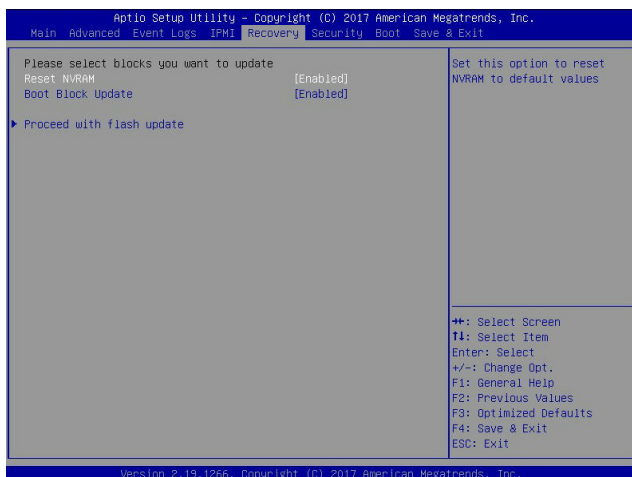 Aptio Setup Utility – Copyright (C) 2017 American Megatrends, Inc.
Main Advanced Event Logs IPMI Recovery Security Boot Save & Exit
Please select blocks you want to update
Reset NVRAM [Enabled]
Boot Block Update [Enabled]
Proceed with flash update
Set this option to reset
NVRAM to default values
→←: Select Screen
↑↓: Select Item
Enter: Select
+/-: Change Opt.
F1: General Help
F2: Previous Values
F3: Optimized Defaults
F4: Save & Exit
ESC: Exit
Version 2.19.1266. Copyright (C) 2017 American Megatrends, Inc.